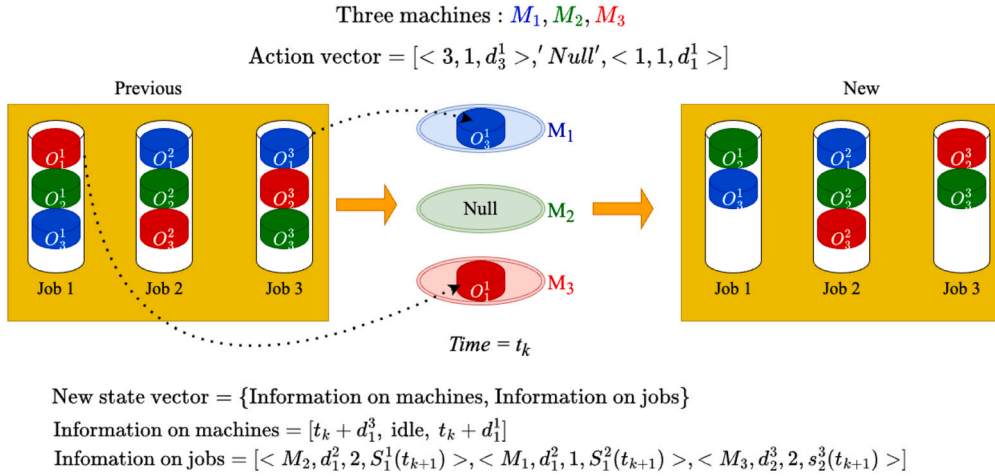 Three machines : M₁, M₂, M₃
Action vector = [< 3, 1, d₃¹ >,' Null', < 1, 1, d₁¹ >]
Previous
O₁¹ O₁² O₁³
O₂¹ O₂² O₂³
O₃¹ O₃² O₃³
Job 1 Job 2 Job 3
O₃¹ M₁
Null M₂
O₁¹ M₃
Time = tₖ
New
O₂¹ O₁² O₂³
O₃¹ O₂² O₃³
O₃²
Job 1 Job 2 Job 3
New state vector = {Information on machines, Information on jobs}
Information on machines = [tₖ + d₁³, idle, tₖ + d₁¹]
Infomation on jobs = [< M₂, d₁², 2, S₁¹(tₖ₊₁) >, < M₁, d₁², 1, S₁²(tₖ₊₁) >, < M₃, d₂³, 2, s₂³(tₖ₊₁) >]